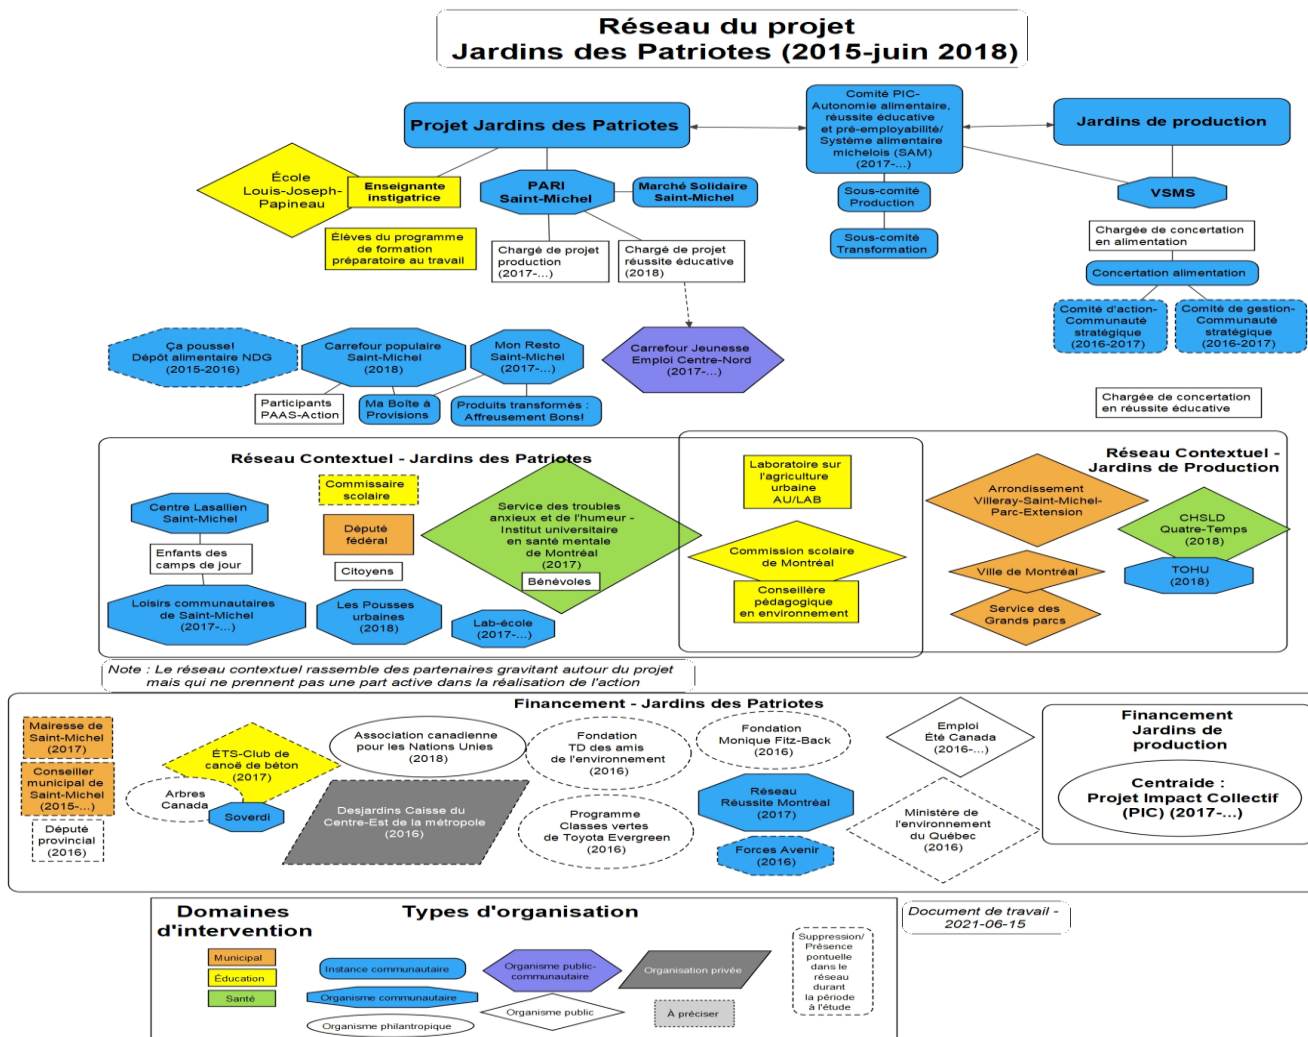 Réseau du projet
Jardins des Patriotes (2015-juin 2018)
Projet Jardins des Patriotes
Comité PIC-
Autonomie alimentaire,
réussite éducative
et pré-employabilité/
Système alimentaire
michelois (SAM)
(2017-...)
Jardins de production
École
Louis-Joseph-
Papineau
Enseignante
instigatrice
PARI
Saint-Michel
Marché Solidaire
Saint-Michel
Sous-comité
Production
VSMS
Élèves du programme
de formation
préparatoire au travail
Chargé de projet
production
(2017-...)
Chargé de projet
réussite éducative
(2018)
Sous-comité
Transformation
Chargée de concertation
en alimentation
Concertation alimentation
Comité d'action-
Communauté
stratégique
(2016-2017)
Comité de gestion-
Communauté
stratégique
(2016-2017)
Ça pousse!
Dépôt alimentaire NDG
(2015-2016)
Carrefour populaire
Saint-Michel
(2018)
Mon Resto
Saint-Michel
(2017-...)
Carrefour Jeunesse
Emploi Centre-Nord
(2017-...)
Participants
PAAS-Action
Ma Boîte à
Provisions
Produits transformés :
Affreusement Bons!
Chargée de concertation
en réussite éducative
Réseau Contextuel - Jardins des Patriotes
Réseau Contextuel -
Jardins de Production
Centre Lasallien
Saint-Michel
Enfants des
camps de jour
Loisirs communautaires
de Saint-Michel
(2017-...)
Commissaire
scolaire
Député
fédéral
Citoyens
Les Pousses
urbaines
(2018)
Service des troubles
anxieux et de l'humeur -
Institut universitaire
en santé mentale
de Montréal
(2017)
Bénévoles
Lab-école
(2017-...)
Laboratoire sur
l'agriculture
urbaine
AU/LAB
Commission scolaire
de Montréal
Conseillère
pédagogique
en environnement
Arrondissement
Villeray-Saint-Michel-
Parc-Extension
Ville de Montréal
Service des
Grands parcs
CHSLD
Quatre-Temps
(2018)
TOHU
(2018)
Note : Le réseau contextuel rassemble des partenaires gravitant autour du projet
mais qui ne prennent pas une part active dans la réalisation de l'action
Financement - Jardins des Patriotes
Mairesse de
Saint-Michel
(2017)
Conseiller
municipal de
Saint-Michel
(2015-...)
Député
provincial
(2016)
ÉTS-Club de
canoë de béton
(2017)
Arbres
Canada
Soverdi
Association canadienne
pour les Nations Unies
(2018)
Desjardins Caisse du
Centre-Est de la métropole
(2016)
Fondation
TD des amis
de l'environnement
(2016)
Programme
Classes vertes
de Toyota Evergreen
(2016)
Fondation
Monique Fitz-Back
(2016)
Réseau
Réussite Montréal
(2017)
Forces Avenir
(2016)
Emploi
Été Canada
(2016-...)
Ministère de
l'environnement
du Québec
(2016)
Financement
Jardins de
production
Centraide :
Projet Impact Collectif
(PIC) (2017-...)
Domaines
d'intervention
Municipal
Éducation
Santé
Types d'organisation
Instance communautaire
Organisme communautaire
Organisme philantropique
Organisme public-
communautaire
Organisme public
Organisation privée
À préciser
Suppression/
Présence
pontuelle
dans le
réseau
durant
la période
à l'étude
Document de travail -
2021-06-15